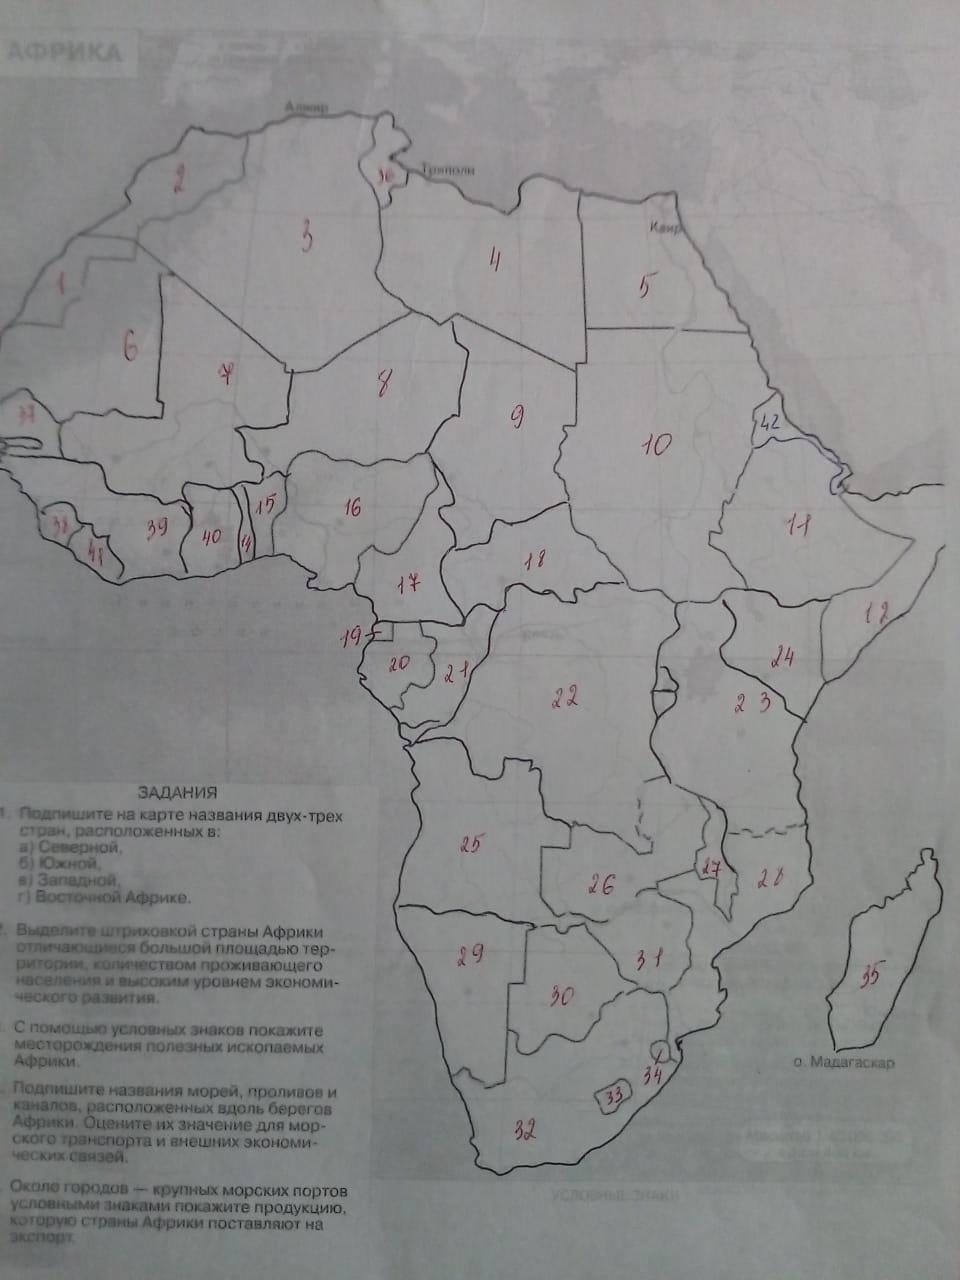 АФРИКА
Алжир
Триполи
Каир
2
36
3
4
5
1
6
7
8
9
10
42
37
11
15
16
38
39
40
14
41
17
18
12
19
20
21
24
22
23
25
26
27
28
29
31
30
35
34
33
32
о. Мадагаскар
ЗАДАНИЯ
1. Подпишите на карте названия двух-трех
стран, расположенных в:
а) Северной,
б) Южной,
в) Западной,
г) Восточной Африке.
2. Выделите штриховкой страны Африки
отличающиеся большой площадью тер-
ритории, количеством проживающего
населения и высоким уровнем экономи-
ческого развития.
С помощью условных знаков покажите
месторождения полезных ископаемых
Африки.
Подпишите названия морей, проливов и
каналов, расположенных вдоль берегов
Африки. Оцените их значение для мор-
ского транспорта и внешних экономи-
ческих связей.
Около городов — крупных морских портов
условными знаками покажите продукцию,
которую страны Африки поставляют на
экспорт.
УСЛОВНЫЕ ЗНАКИ